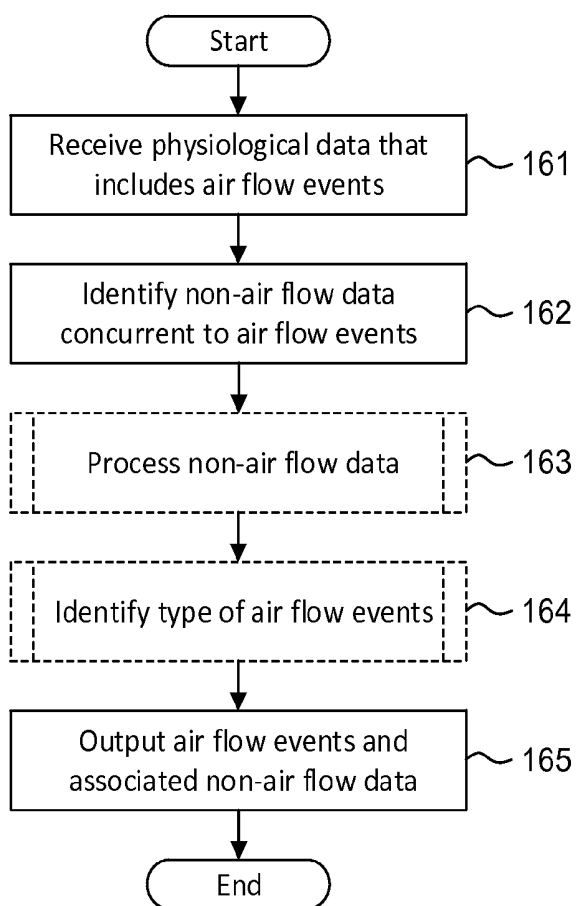 Start
Receive physiological data that
includes air flow events
161
Identify non-air flow data
concurrent to air flow events
162
Process non-air flow data
163
Identify type of air flow events
164
Output air flow events and
associated non-air flow data
165
End